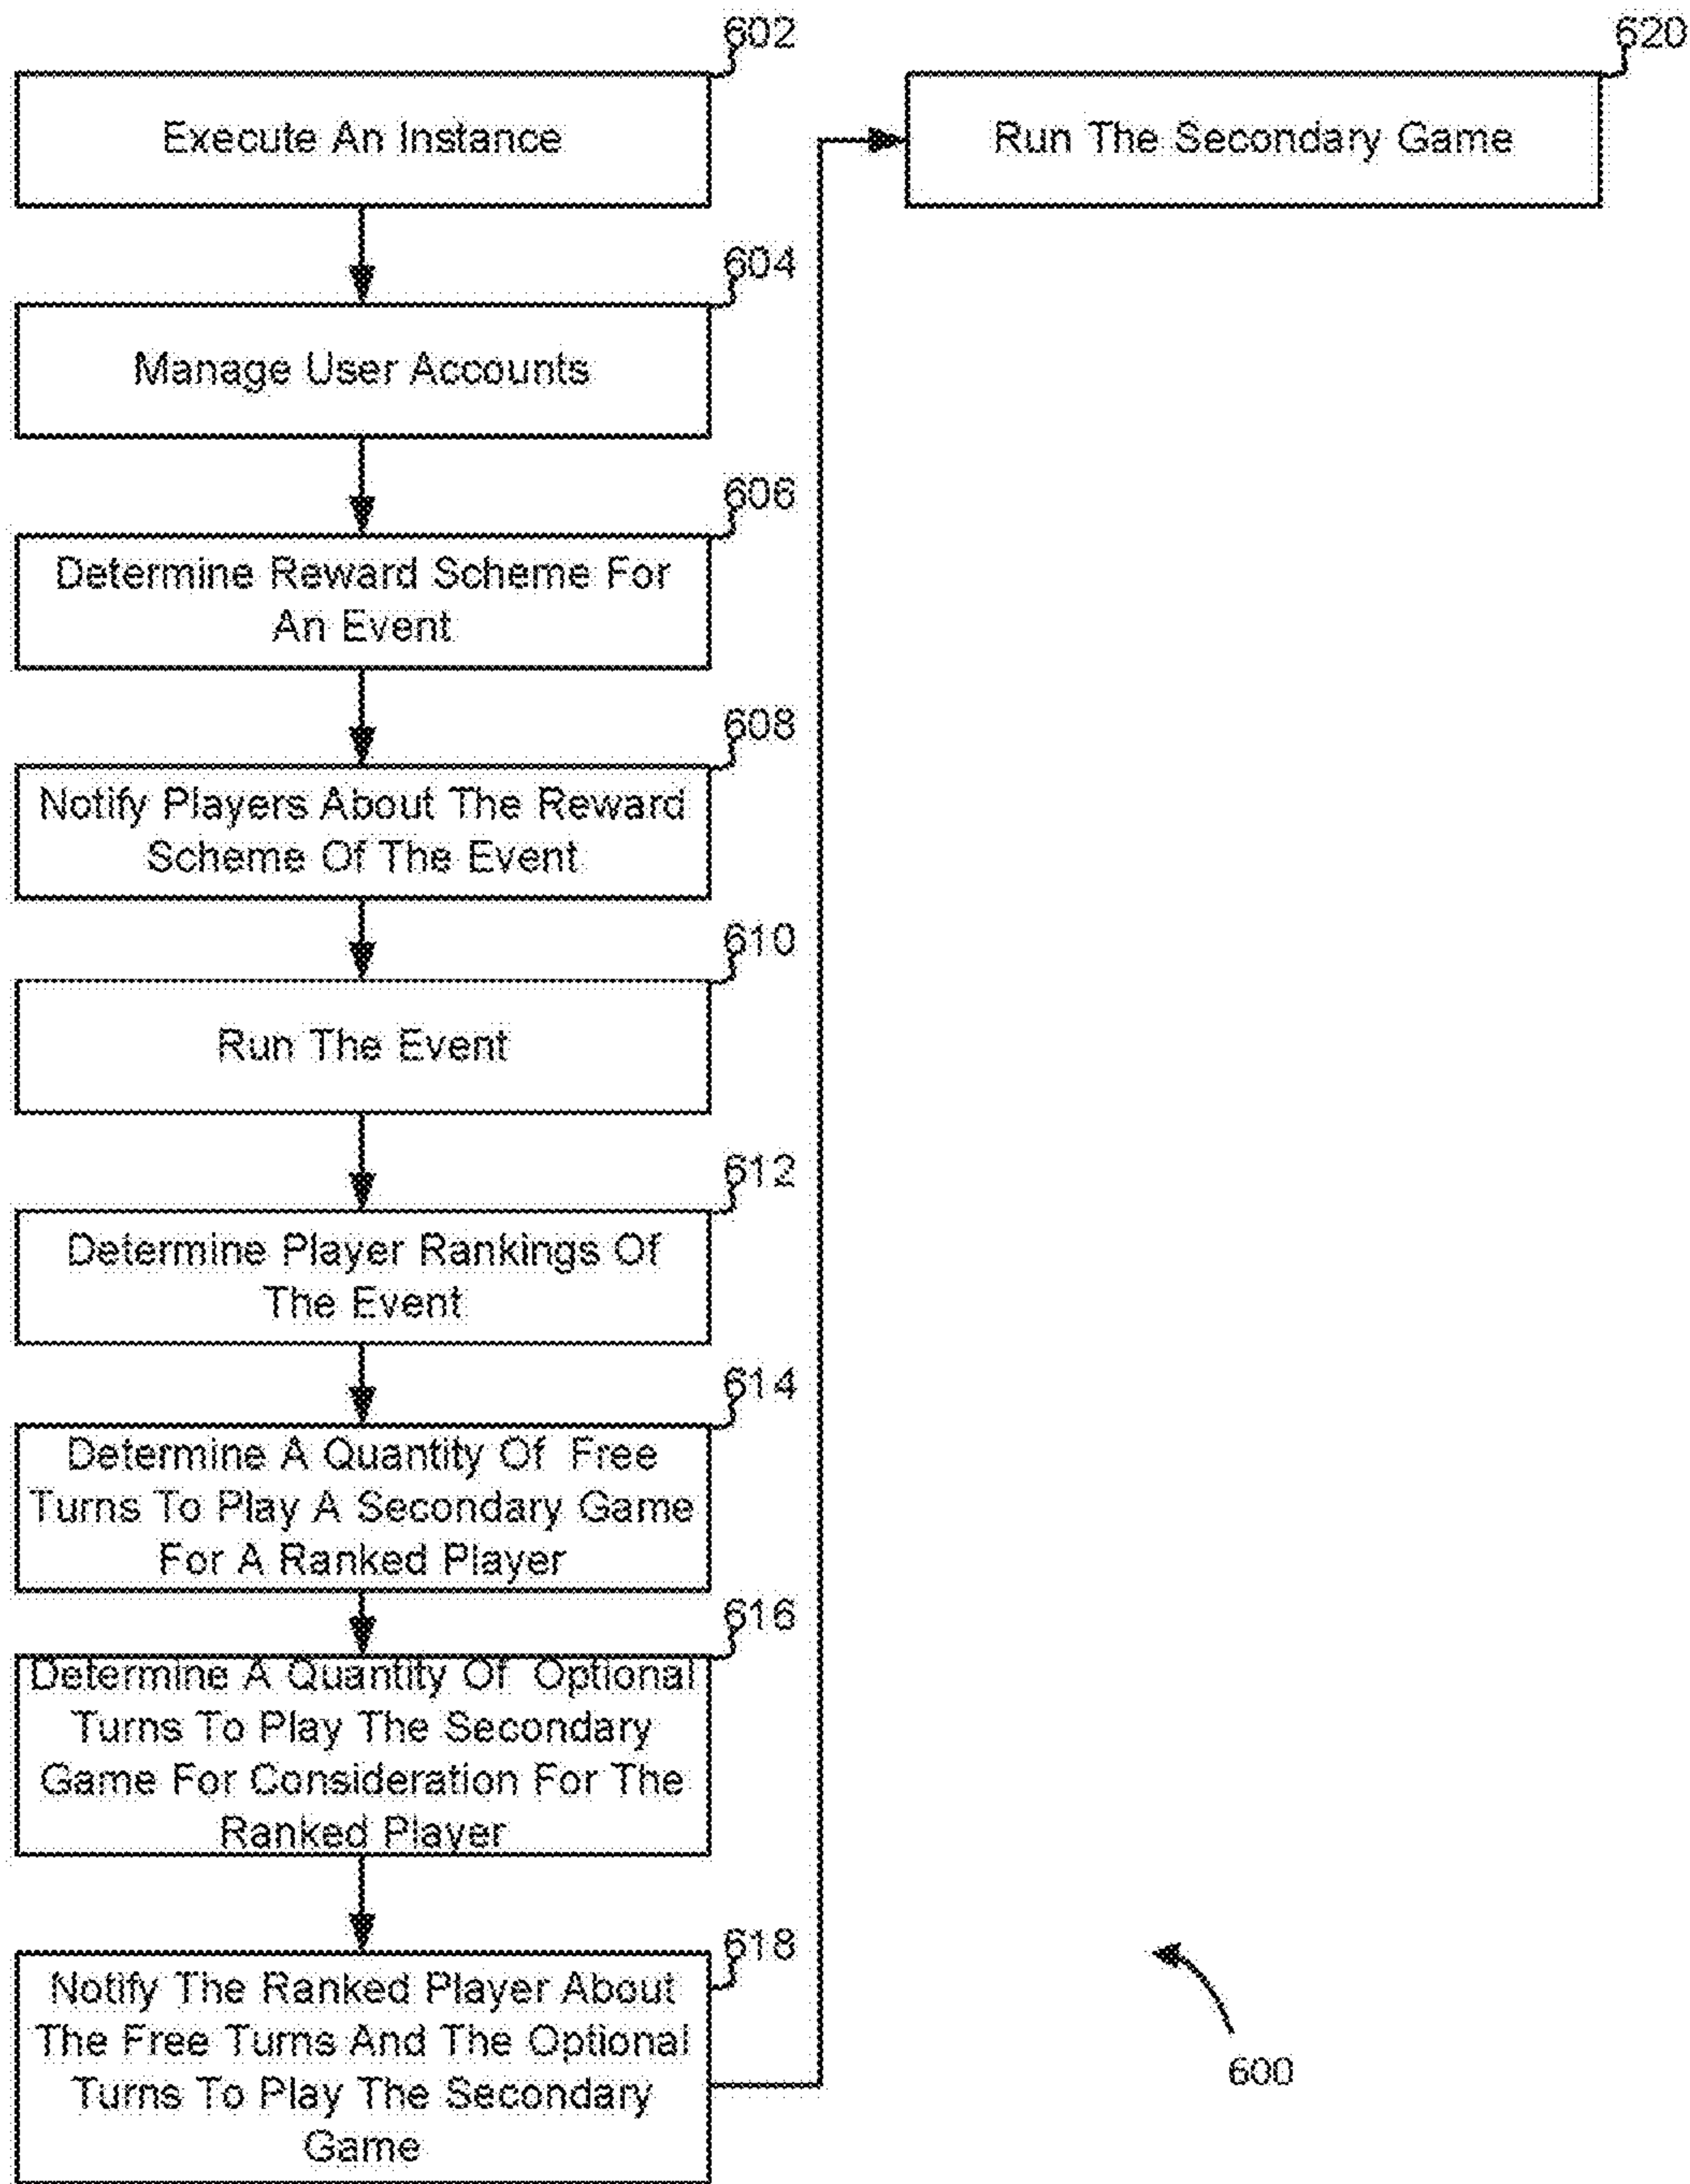 602
Execute An Instance
604
Manage User Accounts
606
Determine Reward Scheme For
An Event
608
Notify Players About The Reward
Scheme Of The Event
610
Run The Event
612
Determine Player Rankings Of
The Event
614
Determine A Quantity Of Free
Turns To Play A Secondary Game
For A Ranked Player
616
Determine A Quantity Of Optional
Turns To Play The Secondary
Game For Consideration For The
Ranked Player
618
Notify The Ranked Player About
The Free Turns And The Optional
Turns To Play The Secondary
Game
620
Run The Secondary Game
600